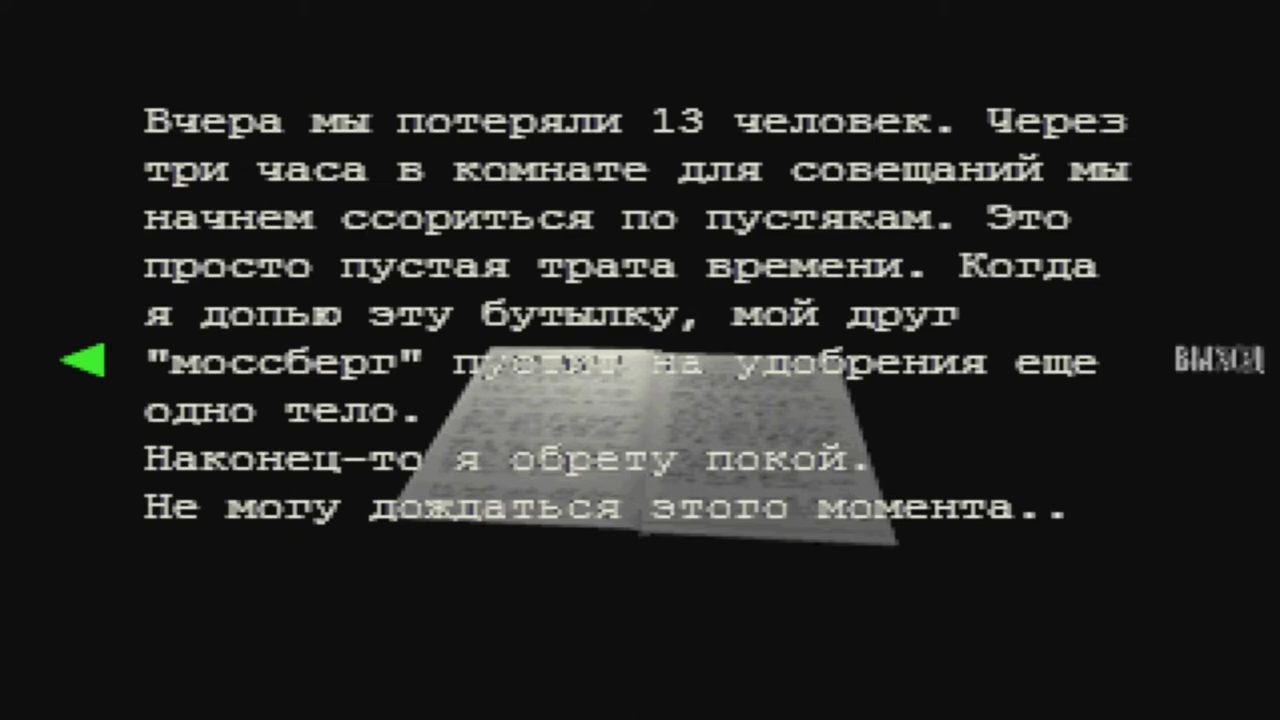 Вчера мы потеряли 13 человек. Через
три часа в комнате для совещаний мы
начнем ссориться по пустякам. Это
просто пустая трата времени. Когда
я допью эту бутылку, мой друг
"моссберг" пустит на удобрения еще
одно тело.
Наконец-то я обрету покой.
Не могу дождаться этого момента..
ВЫХОД